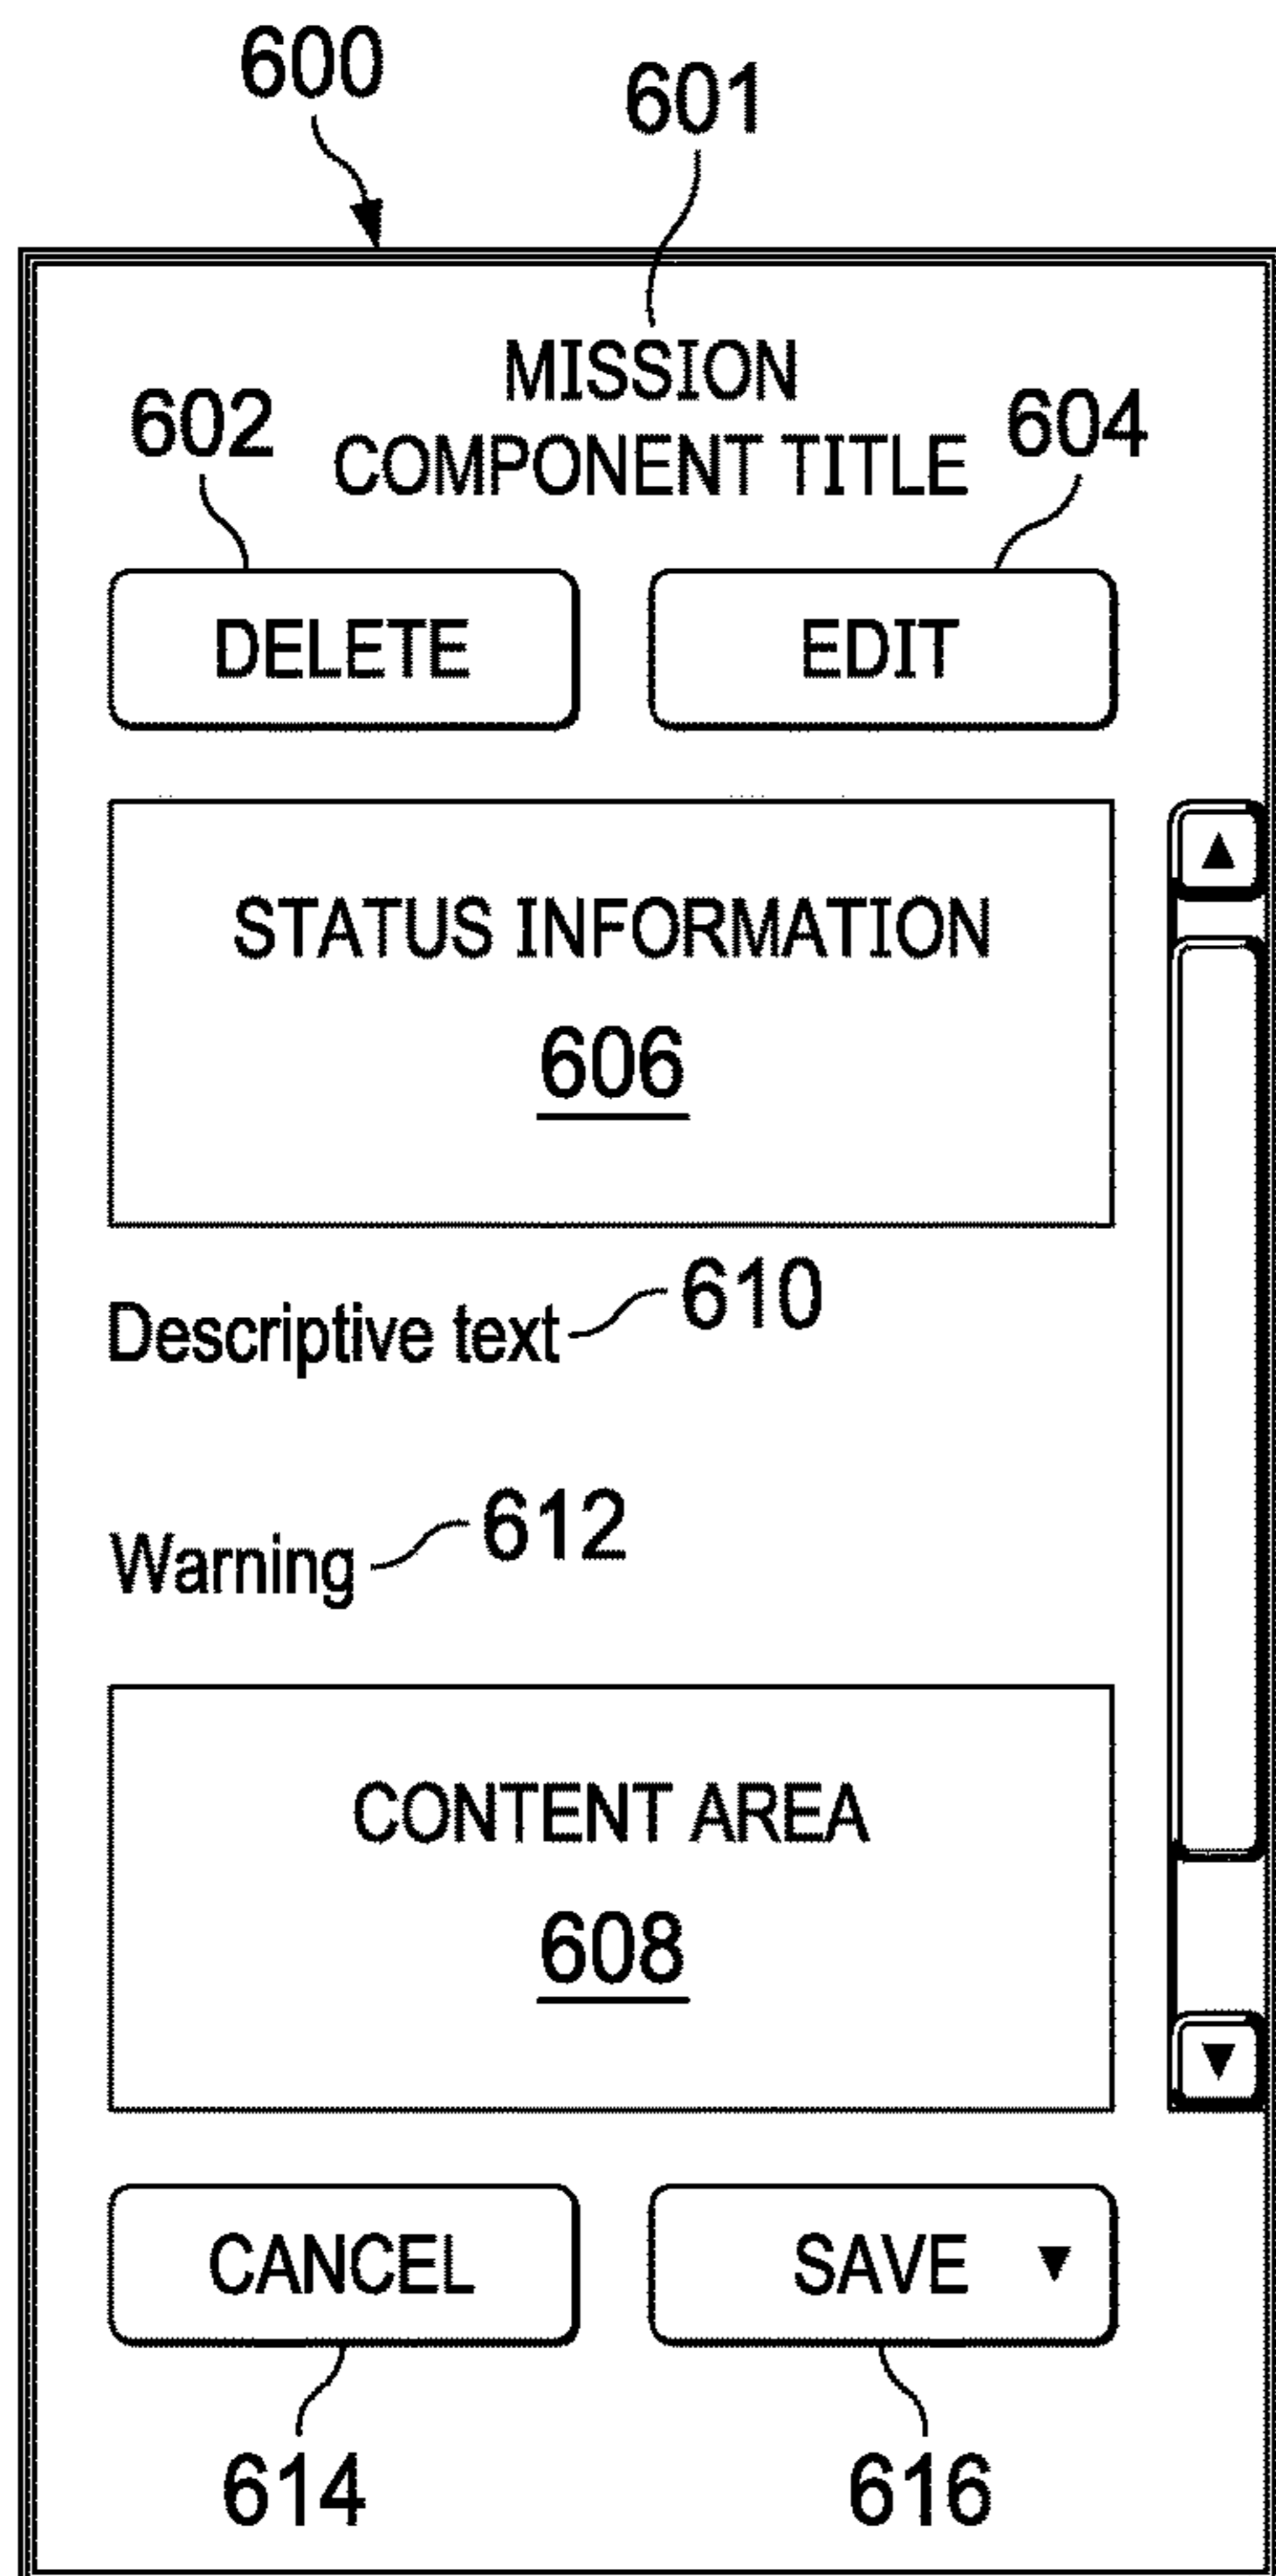 600
601
MISSION
602
COMPONENT TITLE
604
DELETE
EDIT
STATUS INFORMATION
606
Descriptive text
610
Warning
612
CONTENT AREA
608
CANCEL
SAVE ▼
614
616